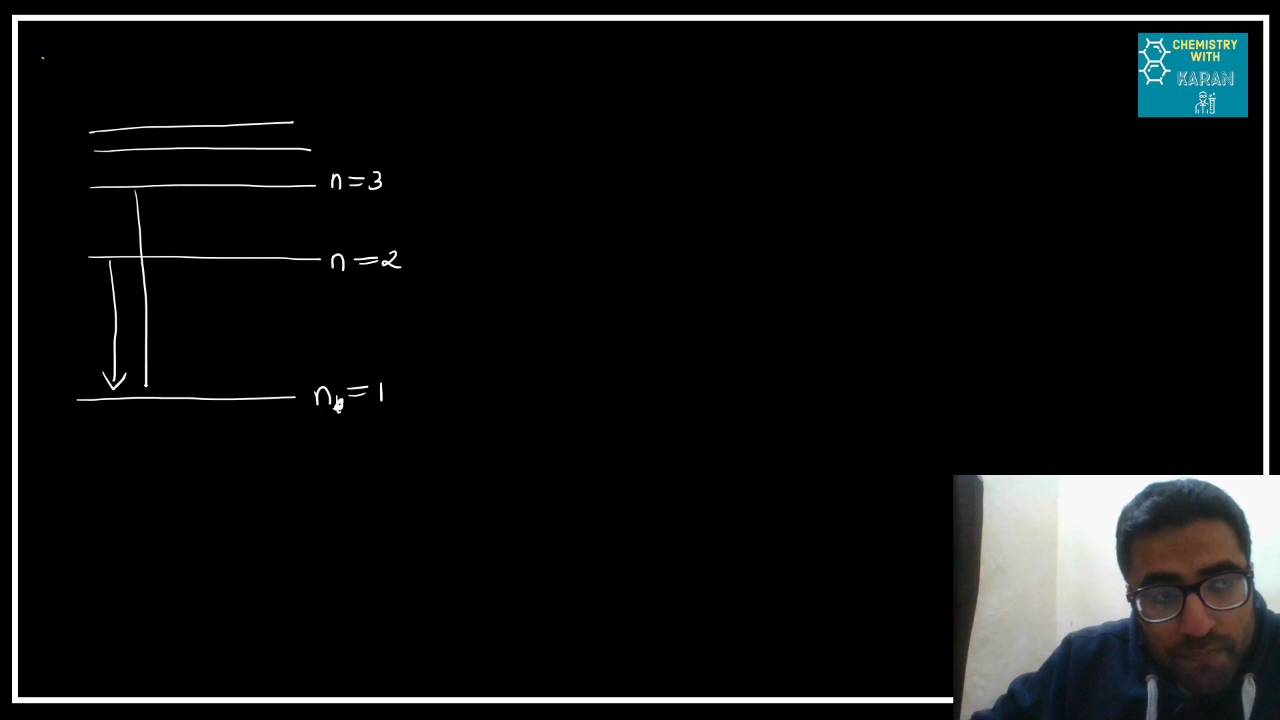 CHEMISTRY
WITH
KARAN
n=3
n=2
n=1